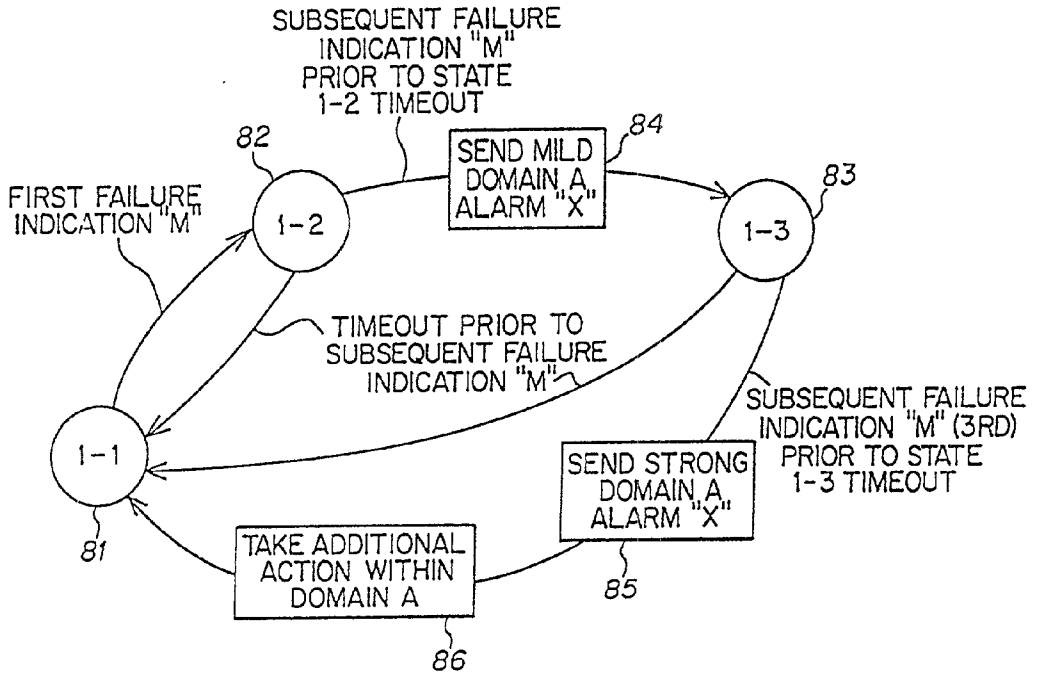 SUBSEQUENT FAILURE
INDICATION "M"
PRIOR TO STATE
1-2 TIMEOUT
82
84
SEND MILD
DOMAIN A
ALARM "X"
83
FIRST FAILURE
INDICATION "M"
1-2
1-3
TIMEOUT PRIOR TO
SUBSEQUENT FAILURE
INDICATION "M"
SUBSEQUENT FAILURE
INDICATION "M" (3RD)
PRIOR TO STATE
1-3 TIMEOUT
1-1
81
SEND STRONG
DOMAIN A
ALARM "X"
85
TAKE ADDITIONAL
ACTION WITHIN
DOMAIN A
86